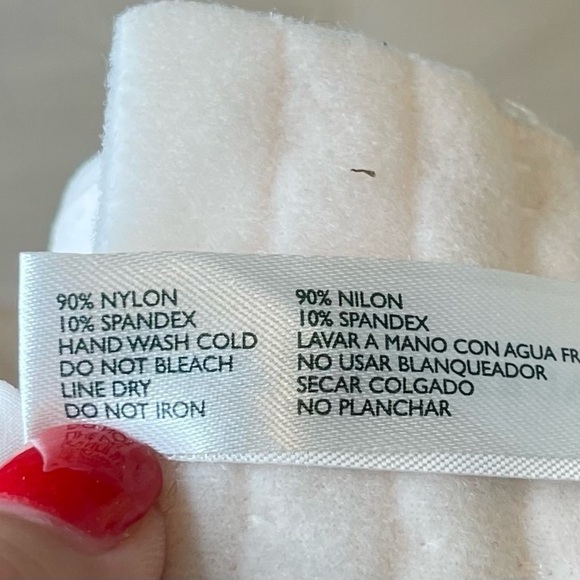 90% NYLON
10% SPANDEX
HAND WASH COLD
DO NOT BLEACH
LINE DRY
DO NOT IRON
90% NILON
10% SPANDEX
LAVAR A MANO CON AGUA FR
NO USAR BLANQUEADOR
SECAR COLGADO
NO PLANCHAR